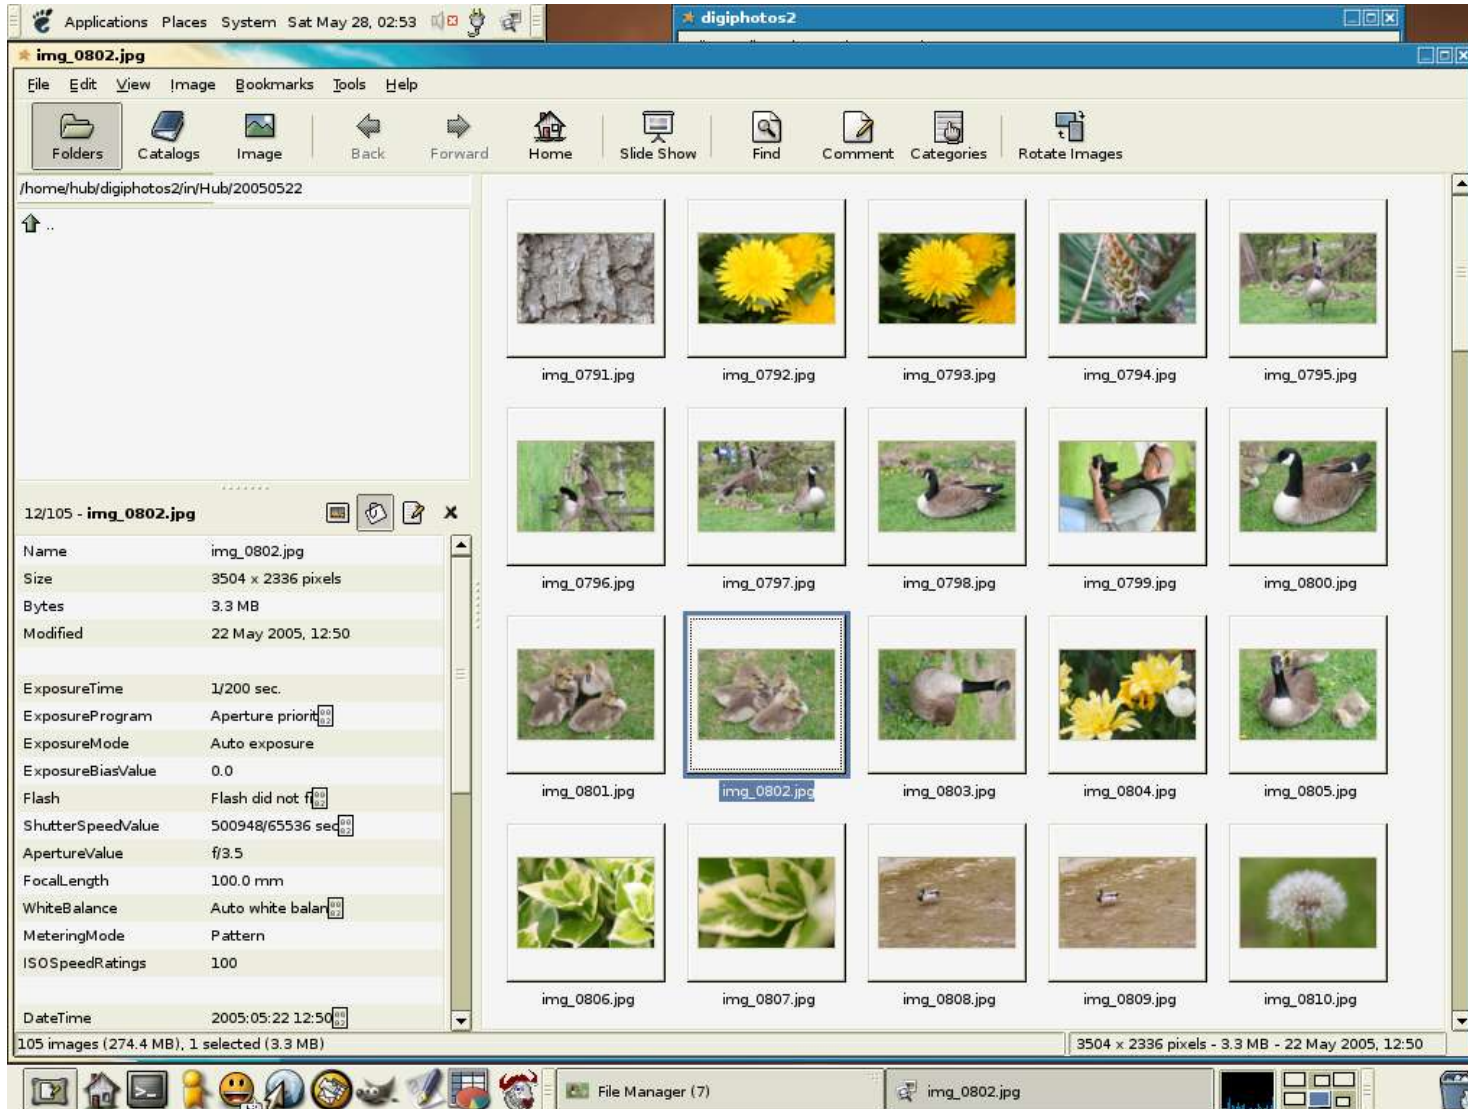 Applications Places System Sat May 28, 02:53
digiphotos2
img_0802.jpg
File Edit View Image Bookmarks Tools Help
Folders Catalogs Image Back Forward Home Slide Show Find Comment Categories Rotate Images
/home/hub/digiphotos2/in/Hub/20050522
..
img_0791.jpg img_0792.jpg img_0793.jpg img_0794.jpg img_0795.jpg
img_0796.jpg img_0797.jpg img_0798.jpg img_0799.jpg img_0800.jpg
img_0801.jpg img_0802.jpg img_0803.jpg img_0804.jpg img_0805.jpg
img_0806.jpg img_0807.jpg img_0808.jpg img_0809.jpg img_0810.jpg
12/105 - img_0802.jpg
Name img_0802.jpg
Size 3504 x 2336 pixels
Bytes 3.3 MB
Modified 22 May 2005, 12:50
ExposureTime 1/200 sec.
ExposureProgram Aperture priorit
ExposureMode Auto exposure
ExposureBiasValue 0.0
Flash Flash did not fi
ShutterSpeedValue 500948/65536 sec
ApertureValue f/3.5
FocalLength 100.0 mm
WhiteBalance Auto white balan
MeteringMode Pattern
ISOSpeedRatings 100
DateTime 2005:05:22 12:50
105 images (274.4 MB), 1 selected (3.3 MB)
3504 x 2336 pixels - 3.3 MB - 22 May 2005, 12:50
File Manager (7)
img_0802.jpg